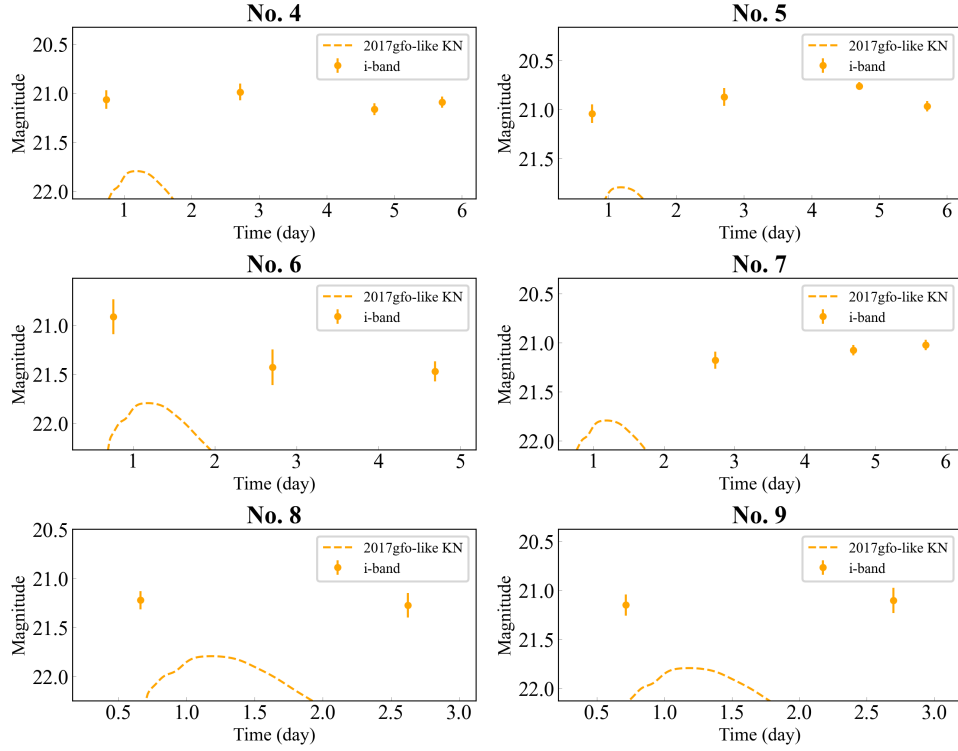 No. 4
20.5
21.0
21.5
22.0
Magnitude
2017gfo-like KN
i-band
1 2 3 4 5 6
Time (day)
No. 5
20.5
21.0
21.5
Magnitude
2017gfo-like KN
i-band
1 2 3 4 5 6
Time (day)
No. 6
21.0
21.5
22.0
Magnitude
2017gfo-like KN
i-band
1 2 3 4 5
Time (day)
No. 7
20.5
21.0
21.5
22.0
Magnitude
2017gfo-like KN
i-band
1 2 3 4 5 6
Time (day)
No. 8
20.5
21.0
21.5
22.0
Magnitude
2017gfo-like KN
i-band
0.5 1.0 1.5 2.0 2.5 3.0
Time (day)
No. 9
20.5
21.0
21.5
22.0
Magnitude
2017gfo-like KN
i-band
0.5 1.0 1.5 2.0 2.5 3.0
Time (day)